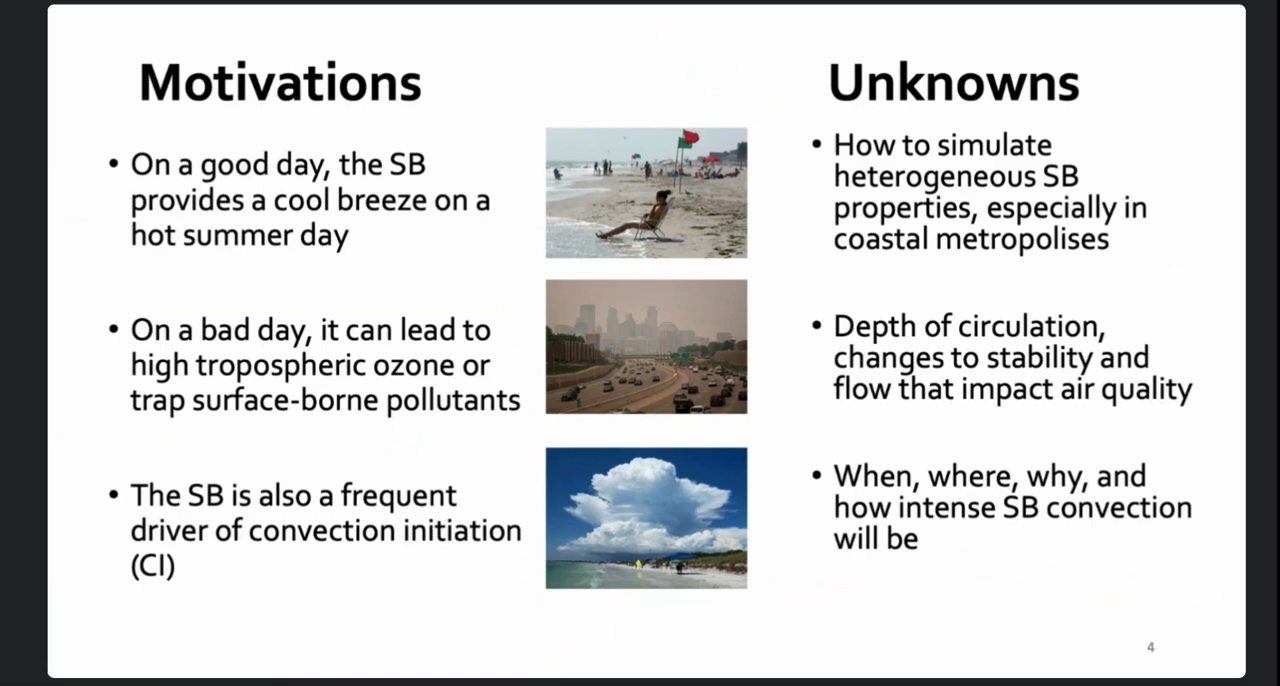 Motivations
• On a good day, the SB
provides a cool breeze on a
hot summer day
• On a bad day, it can lead to
high tropospheric ozone or
trap surface-borne pollutants
• The SB is also a frequent
driver of convection initiation
(CI)
Unknowns
• How to simulate
heterogeneous SB
properties, especially in
coastal metropolises
• Depth of circulation,
changes to stability and
flow that impact air quality
• When, where, why, and
how intense SB convection
will be
4